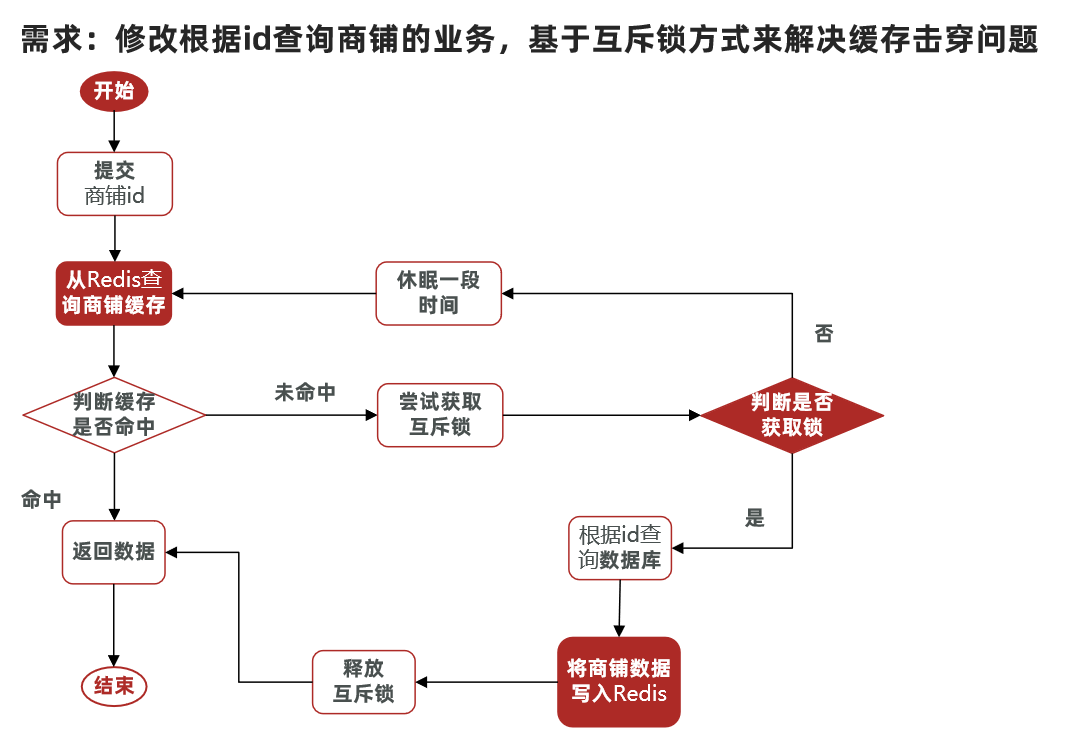 需求：修改根据id查询商铺的业务，基于互斥锁方式来解决缓存击穿问题
开始
提交
商铺id
从Redis查
询商铺缓存
休眠一段
时间
否
判断缓存
是否命中
未命中
尝试获取
互斥锁
判断是否
获取锁
命中
是
返回数据
根据id查
询数据库
结束
释放
互斥锁
将商铺数据
写入Redis